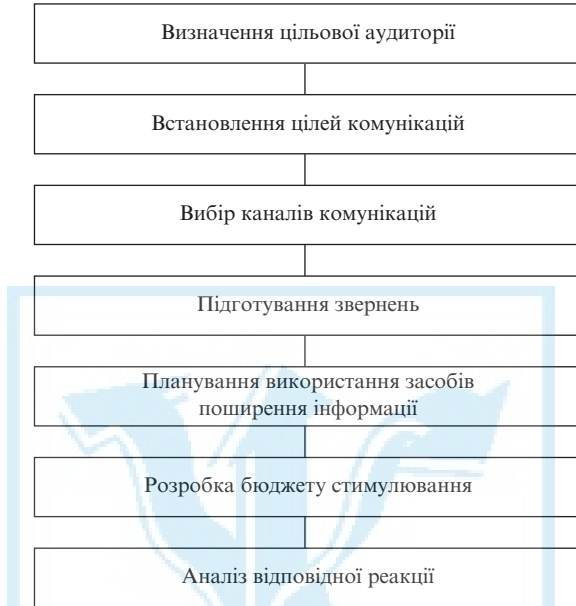 Визначення цільової аудиторії
Встановлення цілей комунікацій
Вибір каналів комунікацій
Підготування звернень
Планування використання засобів
поширення інформації
Розробка бюджету стимулювання
Аналіз відповідної реакції